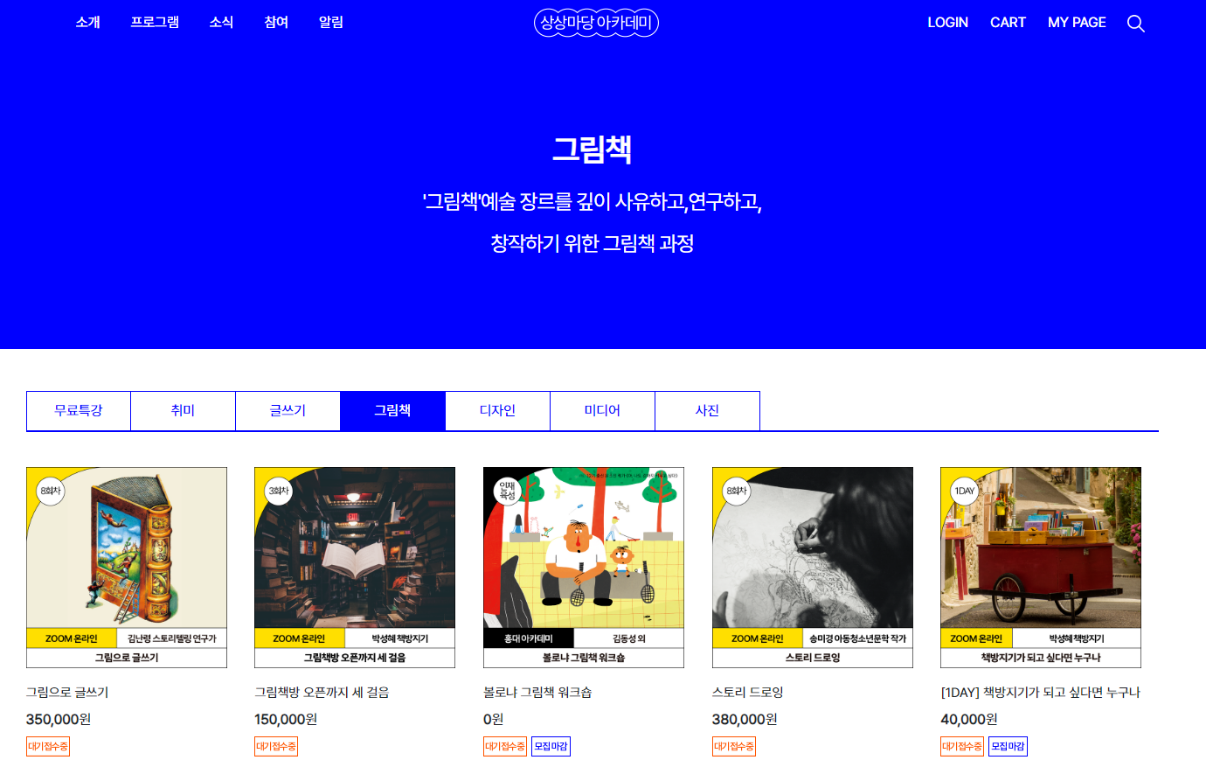 소개 프로그램 소식 참여 알림 상상마당 아카데미 LOGIN CART MY PAGE
그림책
'그림책'예술 장르를 깊이 사유하고,연구하고,
창작하기 위한 그림책 과정
무료특강 취미 글쓰기 그림책 디자인 미디어 사진
8회차
ZOOM 온라인 김난령 스토리텔링 연구가
그림으로 글쓰기
그림으로 글쓰기
350,000원
대기접수중
3회차
ZOOM 온라인 박성혜 책방지기
그림책방 오픈까지 세 걸음
그림책방 오픈까지 세 걸음
150,000원
대기접수중
인재
육성
홍대 아카데미 김동성 외
볼로냐 그림책 워크숍
볼로냐 그림책 워크숍
0원
대기접수중 모집마감
8회차
ZOOM 온라인 송미경 아동청소년문학 작가
스토리 드로잉
스토리 드로잉
380,000원
대기접수중
1DAY
ZOOM 온라인 박성혜 책방지기
책방지기가 되고 싶다면 누구나
[1DAY] 책방지기가 되고 싶다면 누구나
40,000원
대기접수중 모집마감